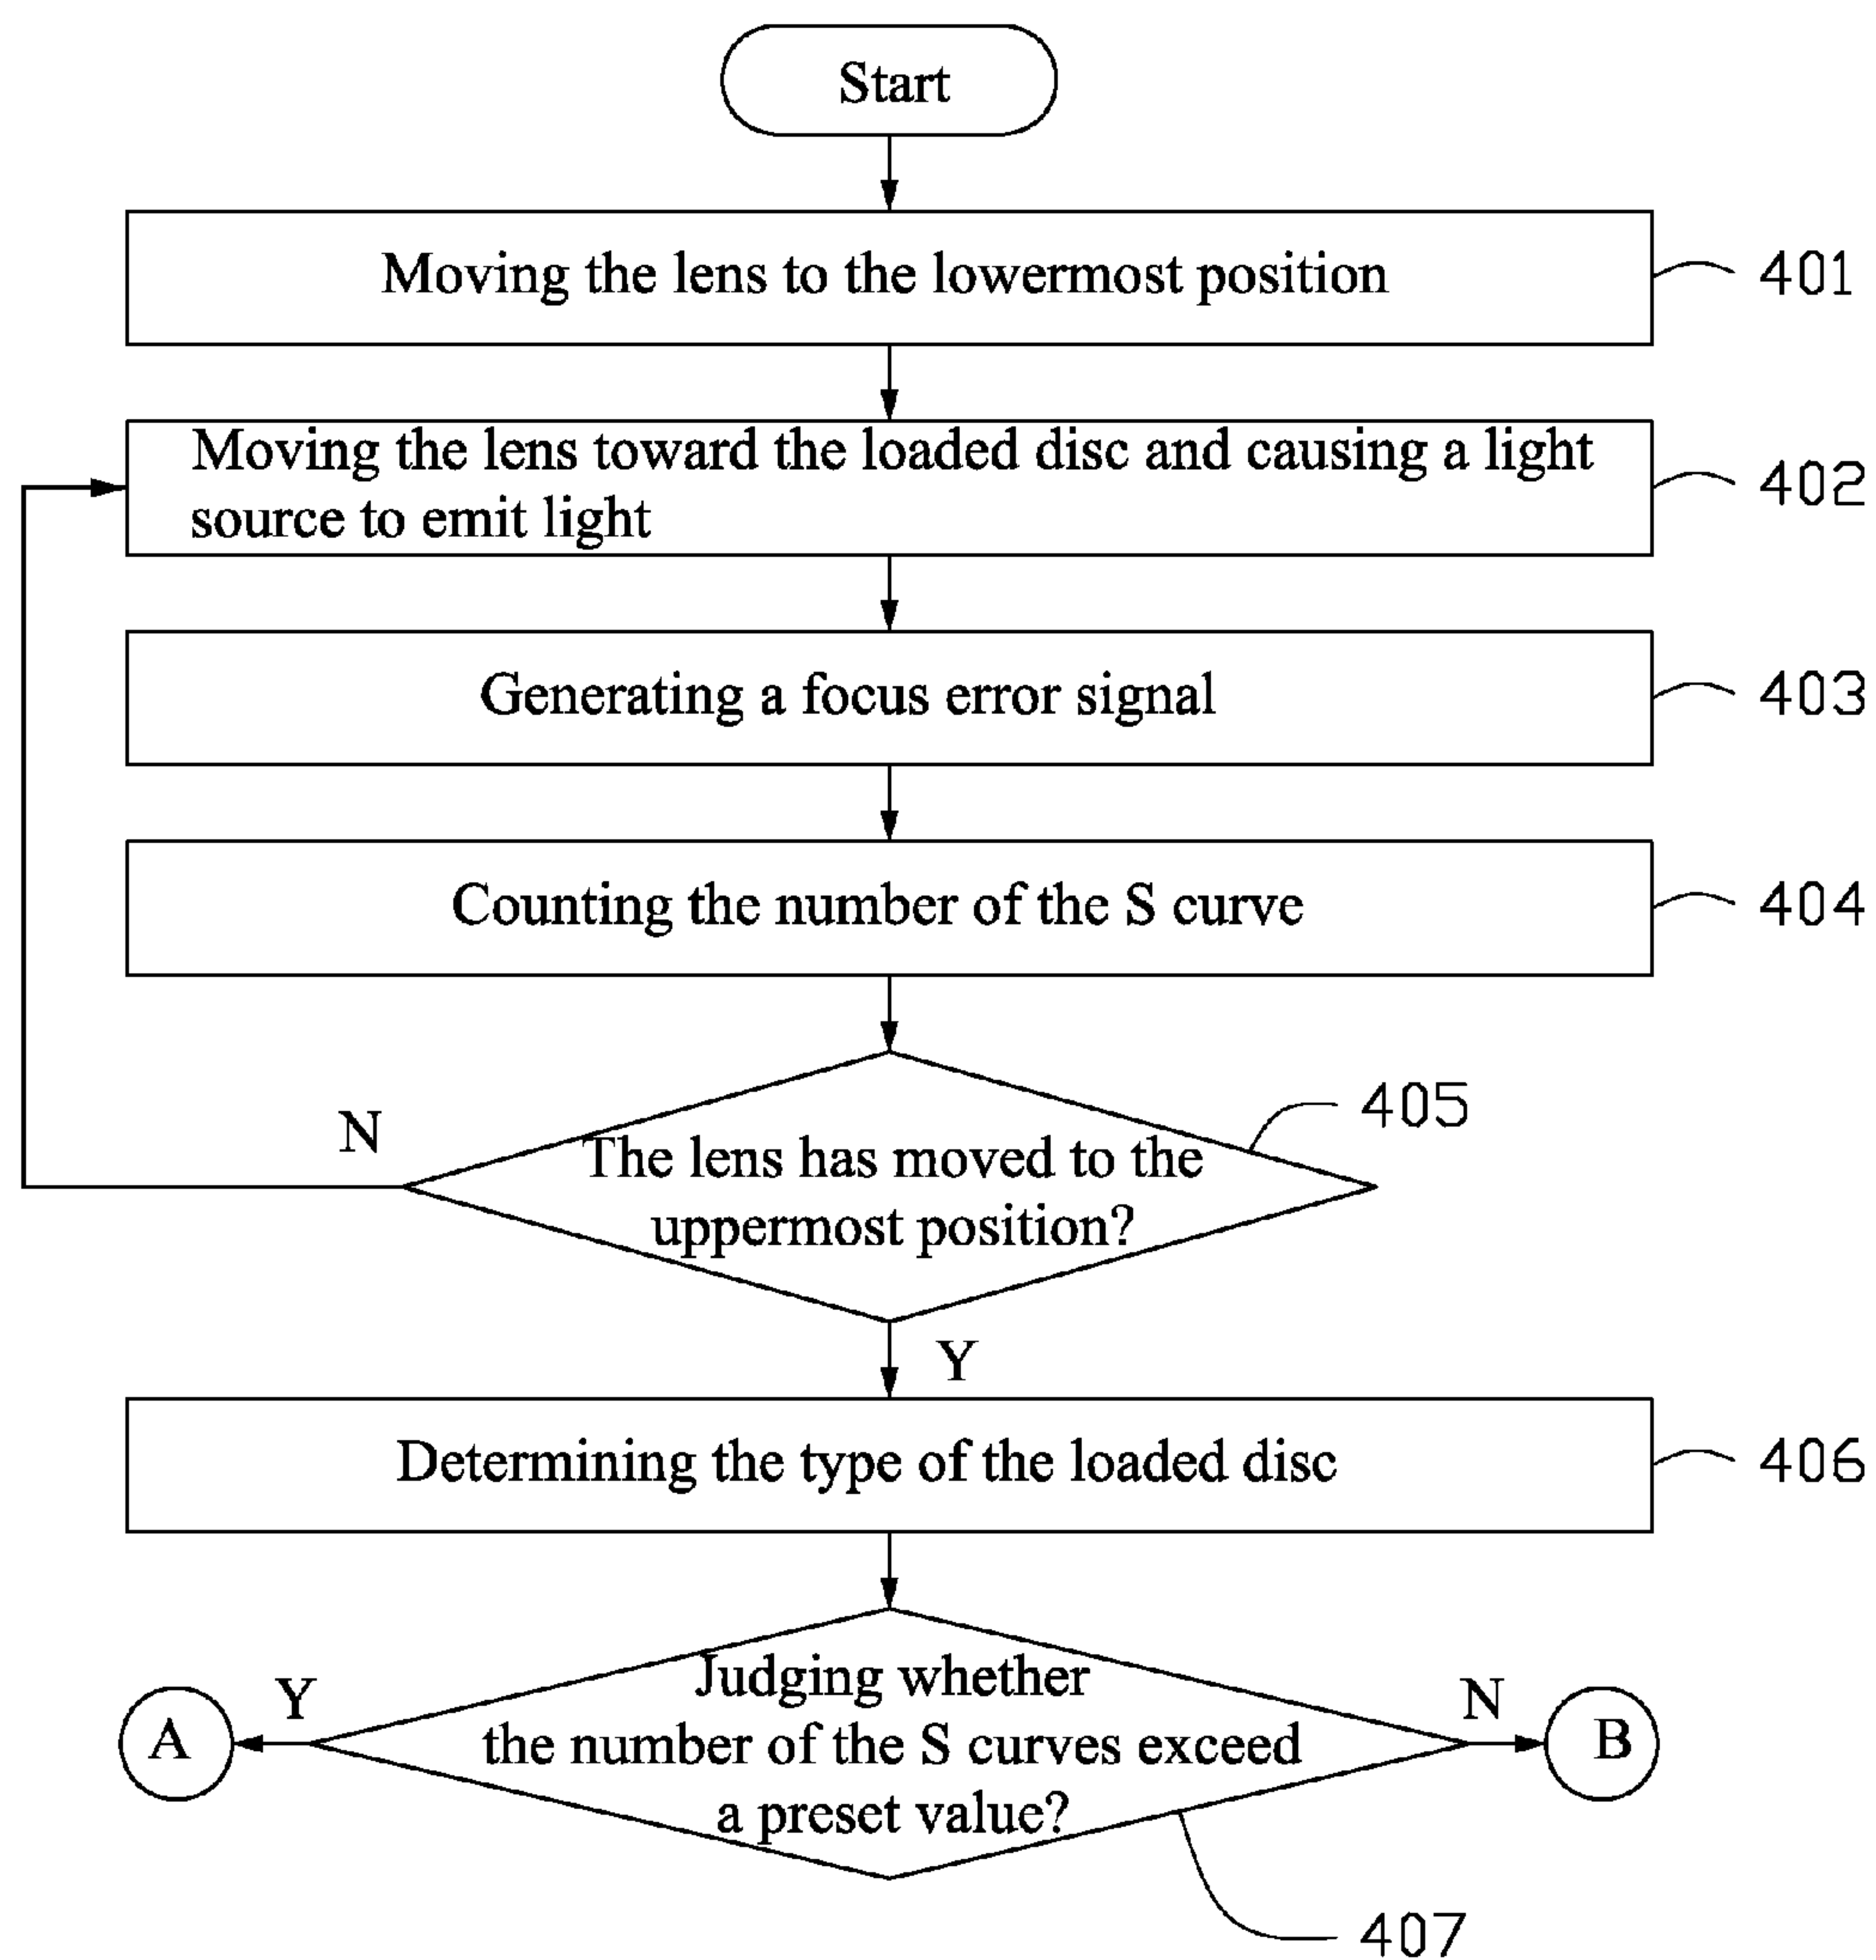 Start
Moving the lens to the lowermost position
401
Moving the lens toward the loaded disc and causing a light
source to emit light
402
Generating a focus error signal
403
Counting the number of the S curve
404
405
N
The lens has moved to the
uppermost position?
Y
Determining the type of the loaded disc
406
Judging whether
Y
N
A
the number of the S curves exceed
B
a preset value?
407